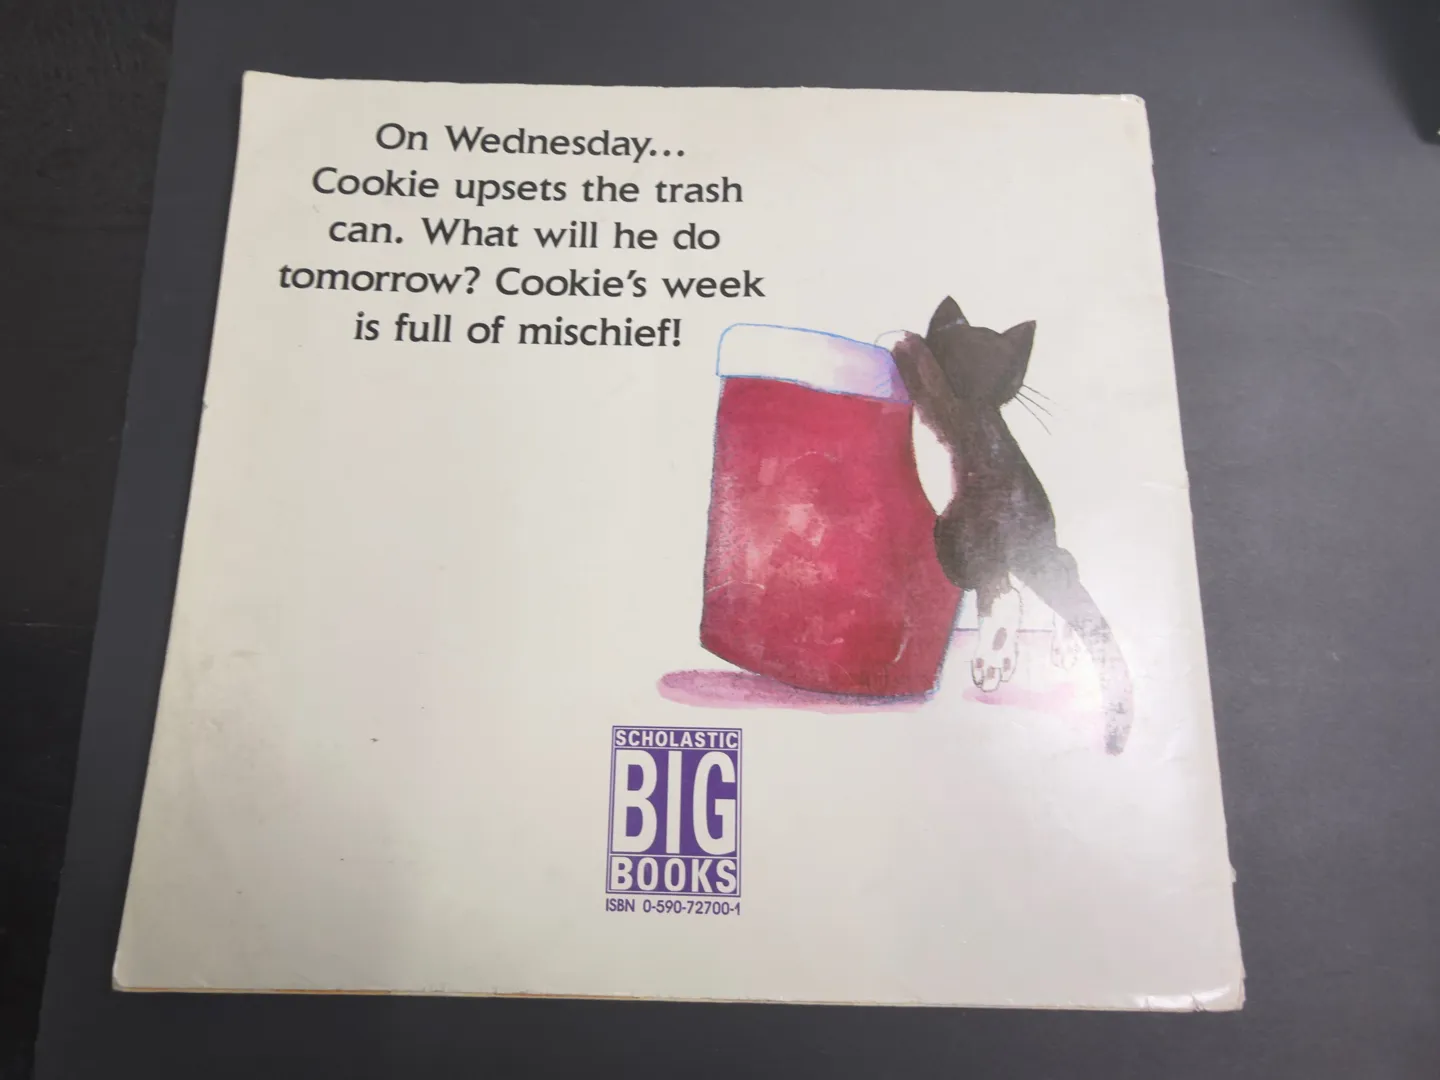 On Wednesday...
Cookie upsets the trash
can. What will he do
tomorrow? Cookie's week
is full of mischief!
SCHOLASTIC
BIG
BOOKS
ISBN 0-590-72700-1